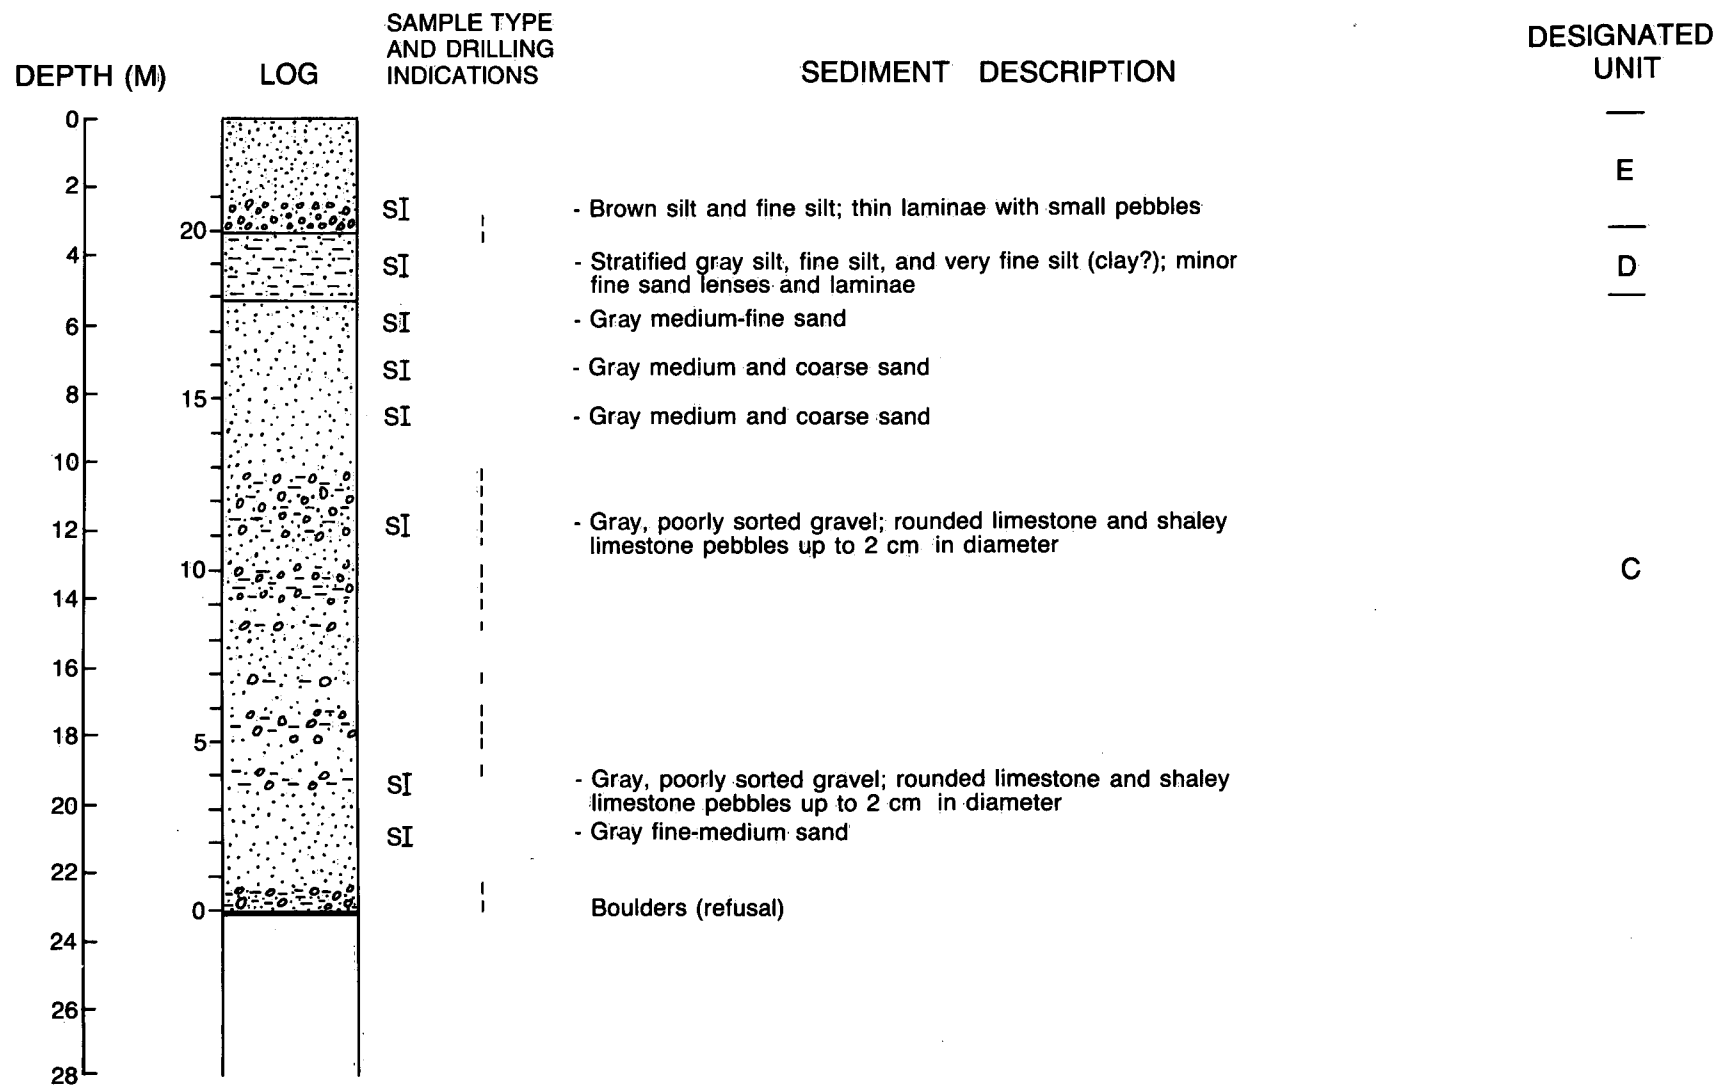 SAMPLE TYPE
AND DRILLING
INDICATIONS
DEPTH (M)
LOG
SEDIMENT DESCRIPTION
DESIGNATED
UNIT
0
2
4
6
8
10
12
14
16
18
20
22
24
26
28
20
15
10
5
0
SI - Brown silt and fine silt; thin laminae with small pebbles
E
SI - Stratified gray silt, fine silt, and very fine silt (clay?); minor
fine sand lenses and laminae
D
SI - Gray medium-fine sand
SI - Gray medium and coarse sand
SI - Gray medium and coarse sand
SI - Gray, poorly sorted gravel; rounded limestone and shaley
limestone pebbles up to 2 cm in diameter
C
SI - Gray, poorly sorted gravel; rounded limestone and shaley
limestone pebbles up to 2 cm in diameter
SI - Gray fine-medium sand
Boulders (refusal)